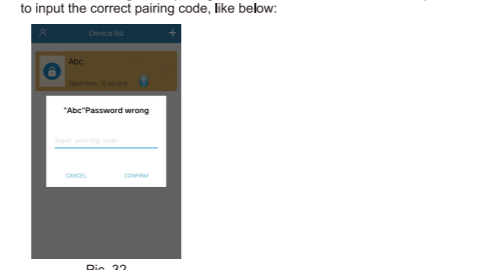 to input the correct pairing code, like below:
Device list +
Abc
Open time: 5 second
"Abc"Password wrong
Input pairing code
CANCEL CONFIRM
Pic. 32